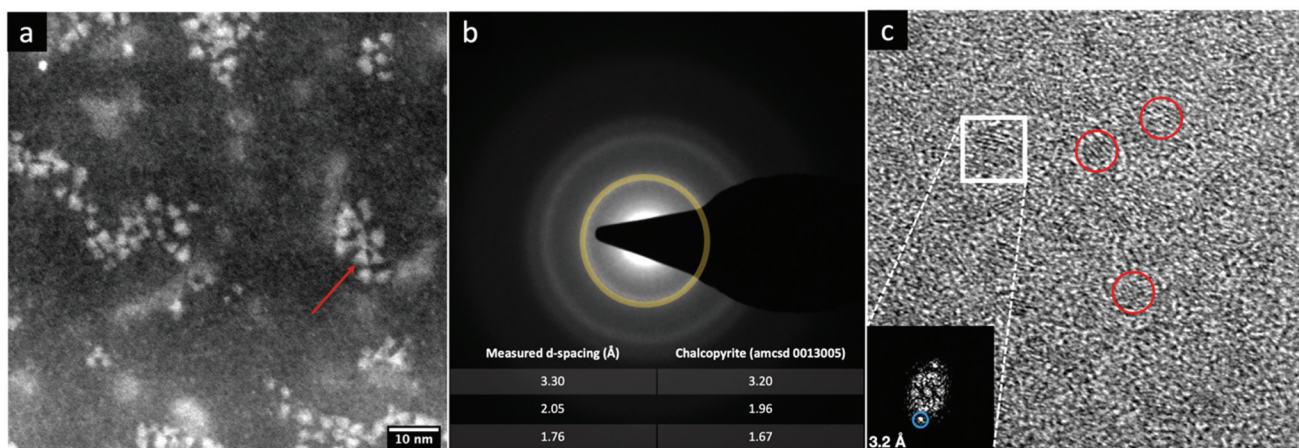 a
10 nm
b
Measured d-spacing (Å) Chalcopyrite (amcsd 0013005)
3.30 3.20
2.05 1.96
1.76 1.67
c
3.2 Å